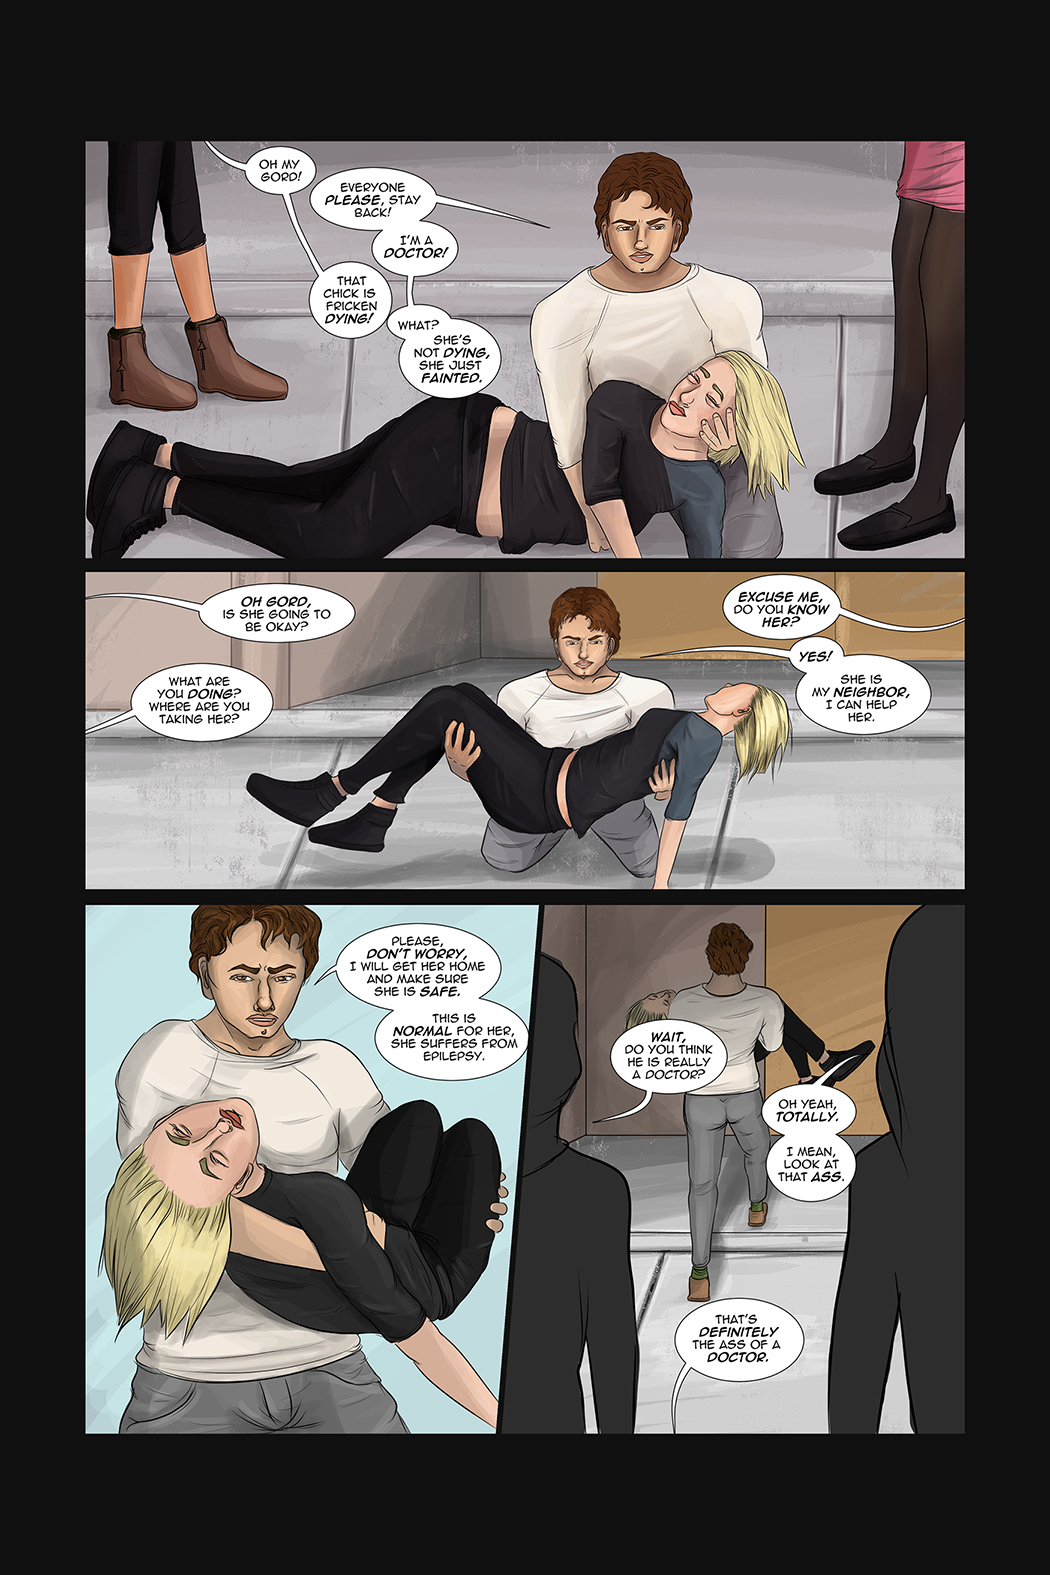 OH MY
GORD!
EVERYONE
PLEASE, STAY
BACK!
I'M A
DOCTOR!
THAT
CHICK IS
FRICKEN
DYING!
WHAT?
SHE'S
NOT DYING,
SHE JUST
FAINTED.
OH GORD,
IS SHE GOING TO
BE OKAY?
EXCUSE ME,
DO YOU KNOW
HER?
YES!
SHE IS
MY NEIGHBOR,
I CAN HELP
HER.
WHAT ARE
YOU DOING?
WHERE ARE YOU
TAKING HER?
PLEASE,
DON'T WORRY,
I WILL GET HER HOME
AND MAKE SURE
SHE IS SAFE.
THIS IS
NORMAL FOR HER,
SHE SUFFERS FROM
EPILEPSY.
WAIT,
DO YOU THINK
HE IS REALLY
A DOCTOR?
OH YEAH,
TOTALLY.
I MEAN,
LOOK AT
THAT ASS.
THAT'S
DEFINITELY
THE ASS OF A
DOCTOR.